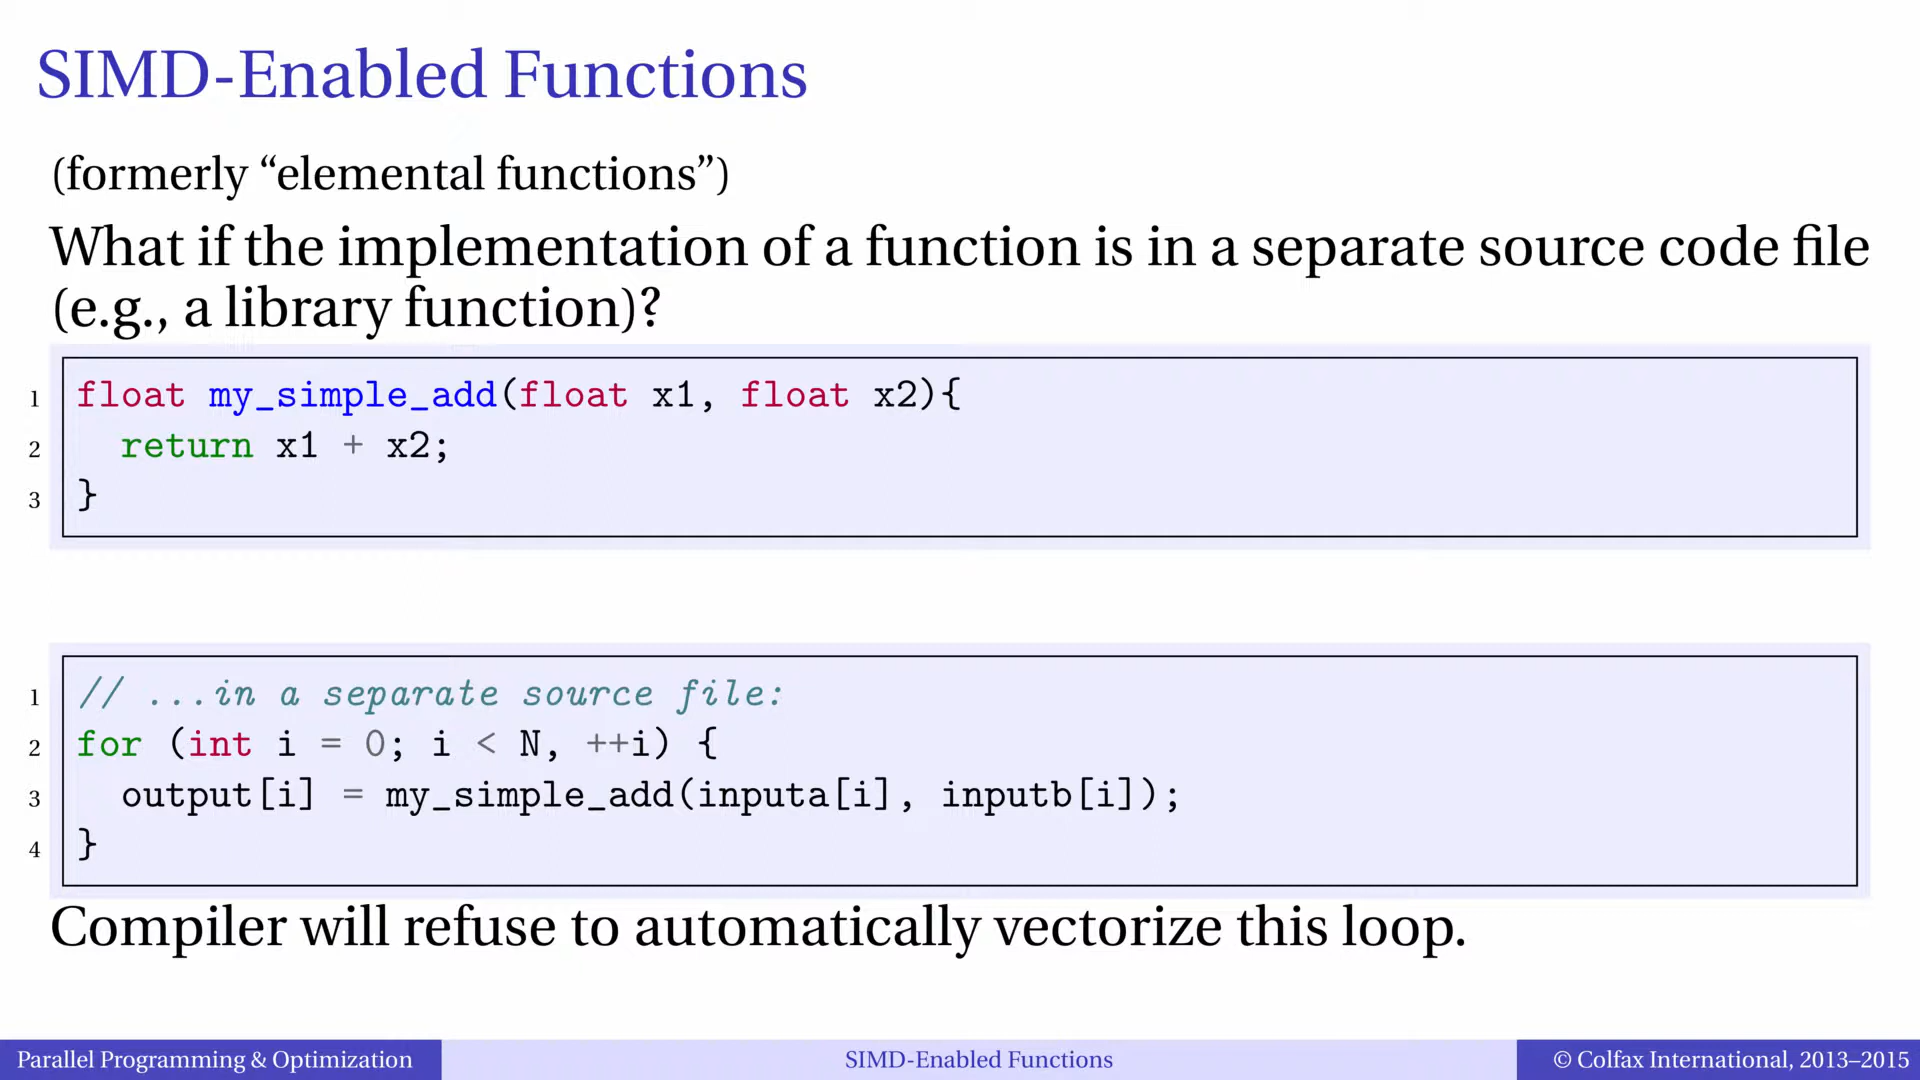 SIMD-Enabled Functions
(formerly “elemental functions”)
What if the implementation of a function is in a separate source code file
(e.g., a library function)?
1 float my_simple_add(float x1, float x2){
2   return x1 + x2;
3 }
1 // ...in a separate source file:
2 for (int i = 0; i < N, ++i) {
3   output[i] = my_simple_add(inputa[i], inputb[i]);
4 }
Compiler will refuse to automatically vectorize this loop.
Parallel Programming & Optimization SIMD-Enabled Functions © Colfax International, 2013–2015